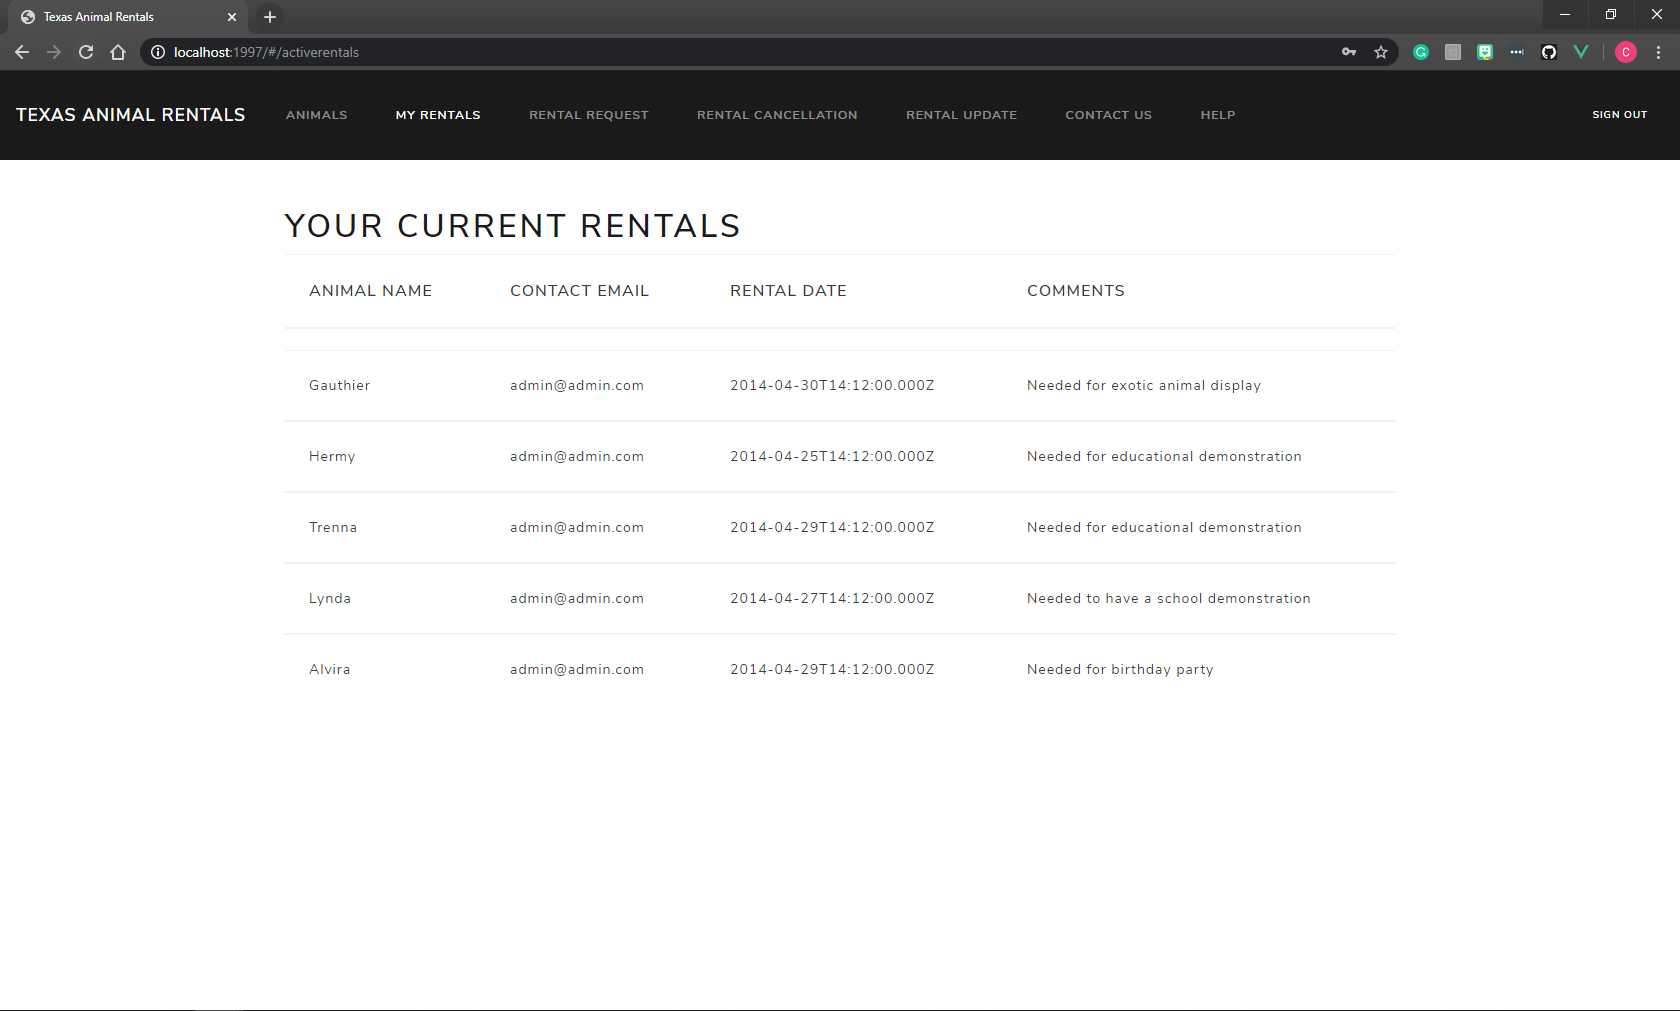 Texas Animal Rentals
localhost:1997/#/activerentals
C
TEXAS ANIMAL RENTALS ANIMALS MY RENTALS RENTAL REQUEST RENTAL CANCELLATION RENTAL UPDATE CONTACT US HELP SIGN OUT
YOUR CURRENT RENTALS
ANIMAL NAME CONTACT EMAIL RENTAL DATE COMMENTS
Gauthier admin@admin.com 2014-04-30T14:12:00.000Z Needed for exotic animal display
Hermy admin@admin.com 2014-04-25T14:12:00.000Z Needed for educational demonstration
Trenna admin@admin.com 2014-04-29T14:12:00.000Z Needed for educational demonstration
Lynda admin@admin.com 2014-04-27T14:12:00.000Z Needed to have a school demonstration
Alvira admin@admin.com 2014-04-29T14:12:00.000Z Needed for birthday party